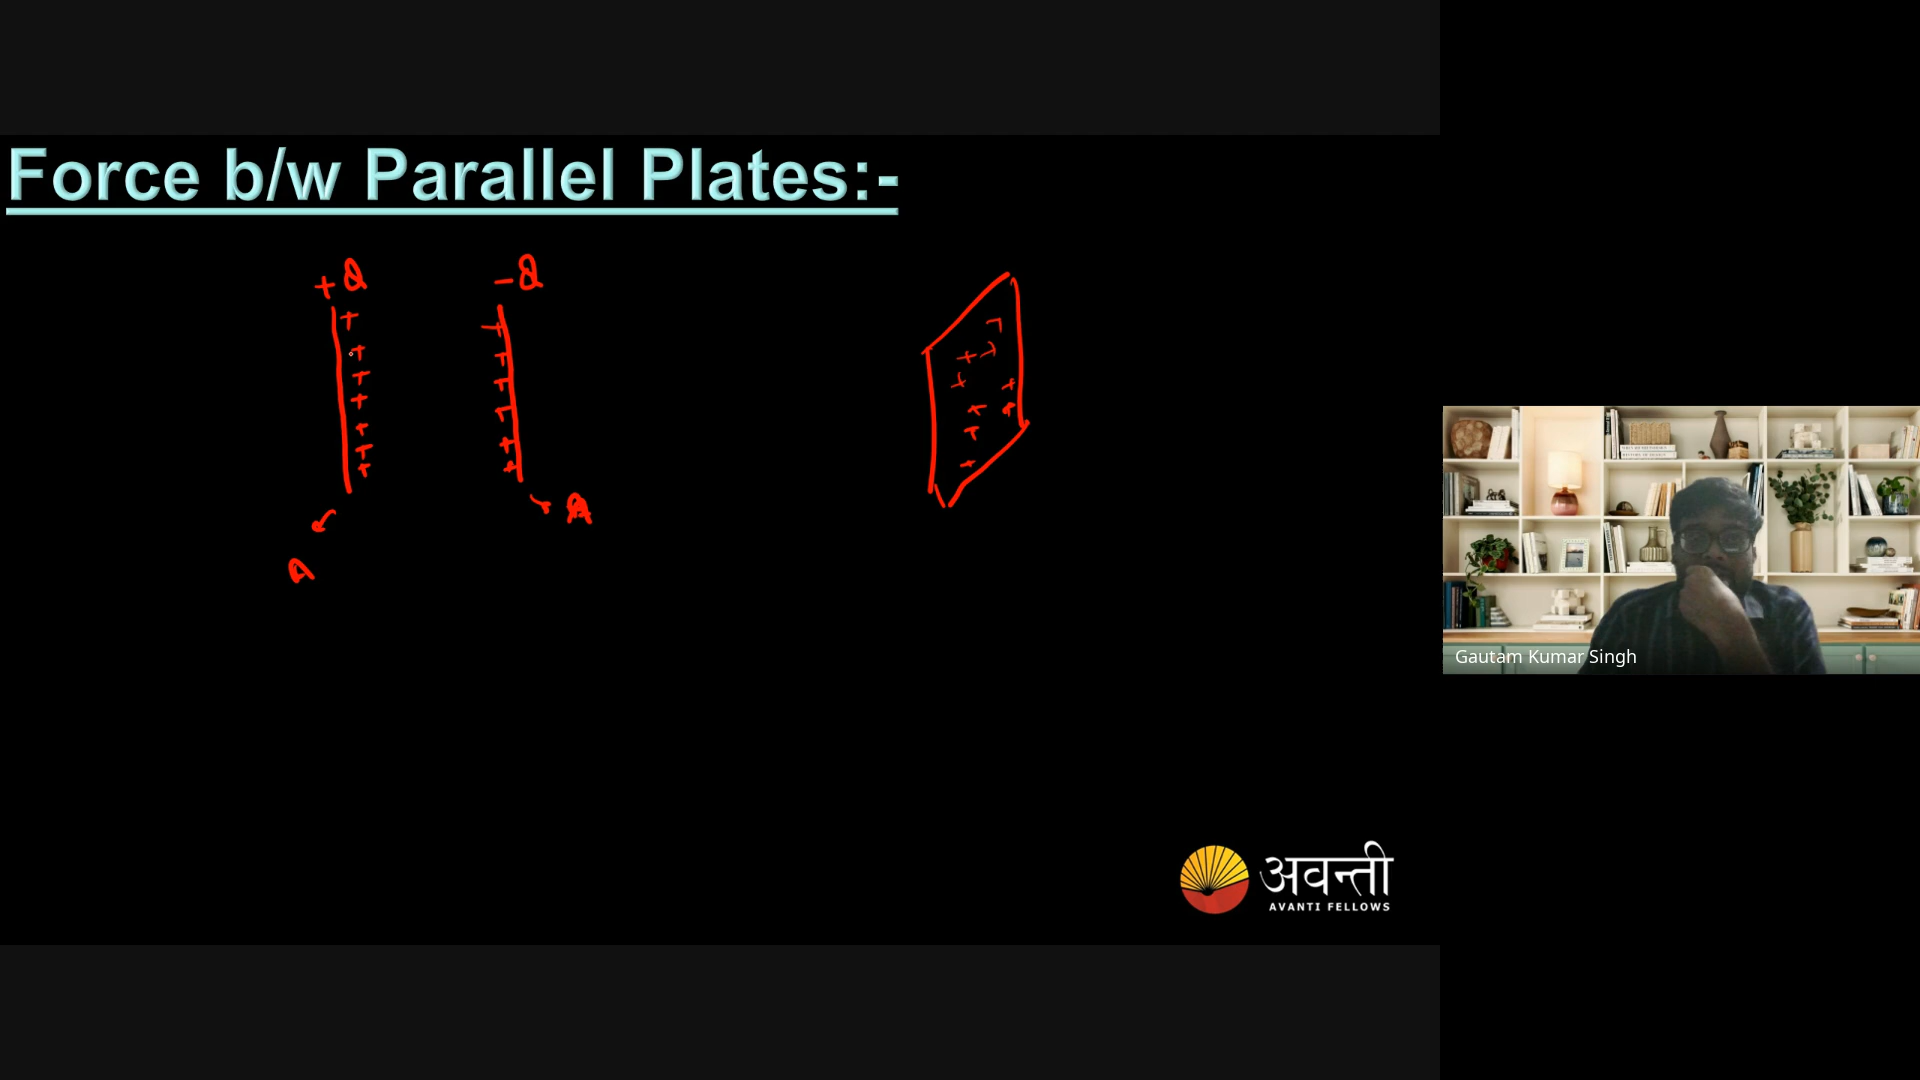 Force b/w Parallel Plates:-
+Q
-Q
A
A
Gautam Kumar Singh
अवन्ती
AVANTI FELLOWS